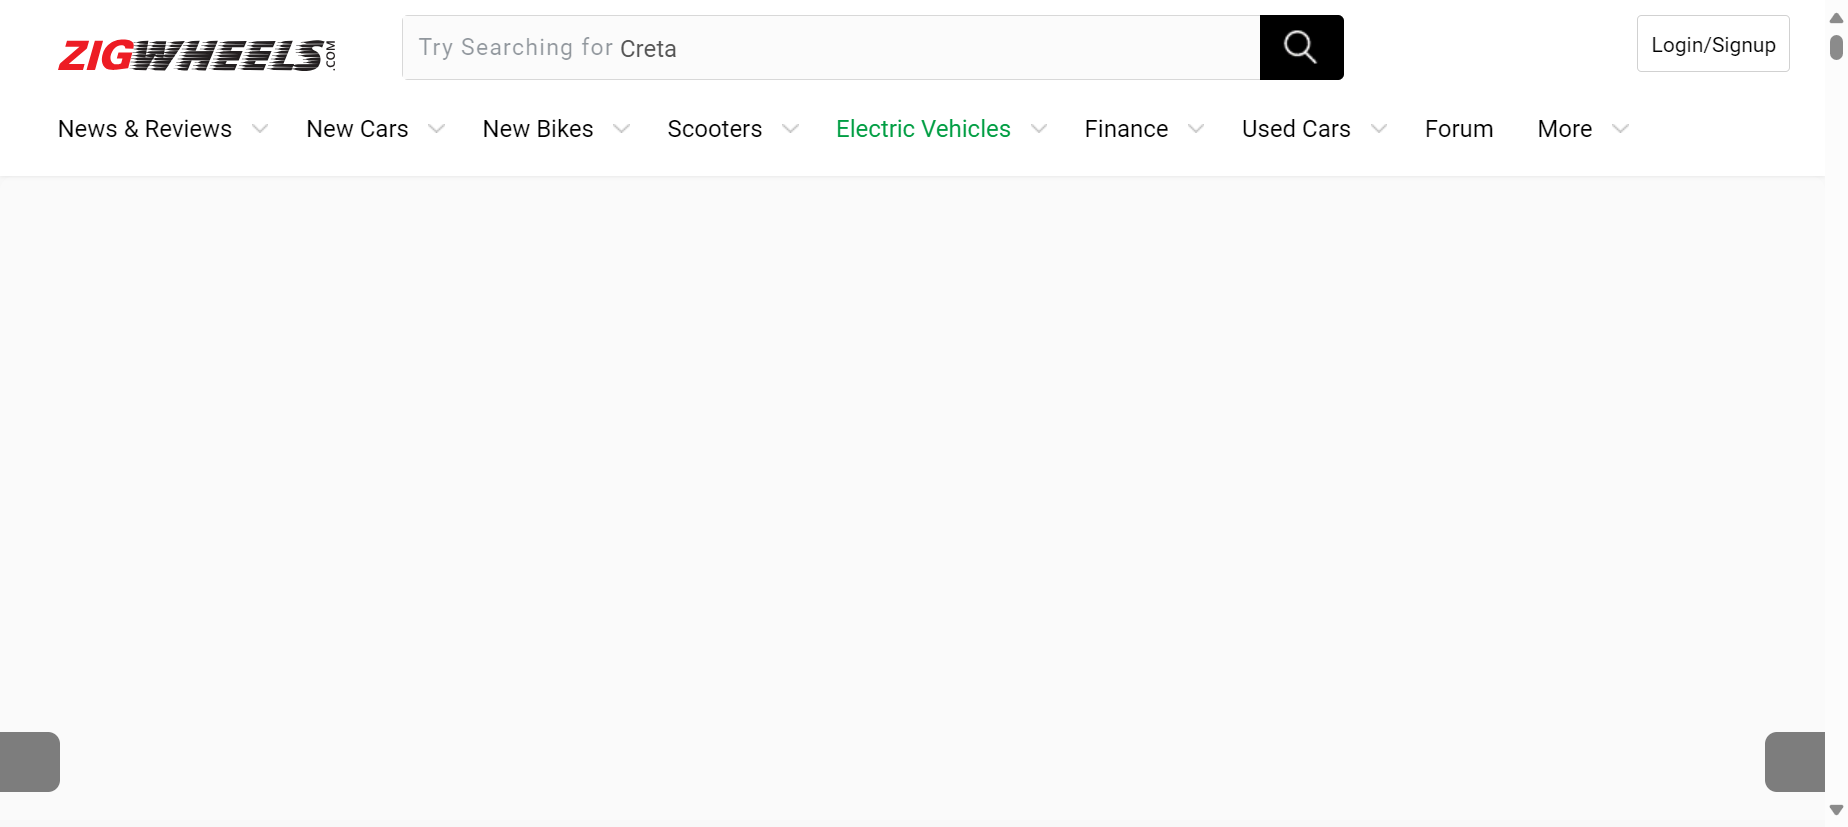 ZIGWHEELS.COM
Try Searching for Creta
Login/Signup
News & Reviews
New Cars
New Bikes
Scooters
Electric Vehicles
Finance
Used Cars
Forum
More